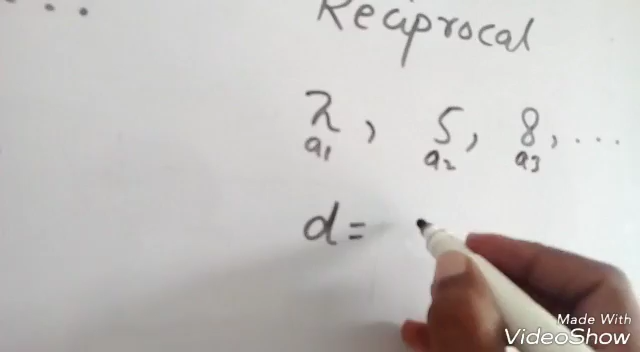 ...
Reciprocal
2, 5, 8, ...
a1 a2 a3
d =
Made With
VideoShow